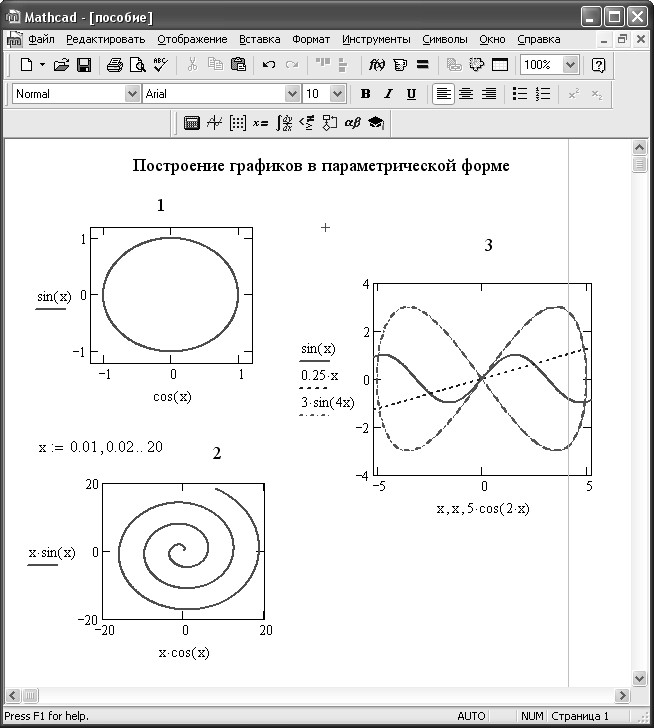 Mathcad - [пособие]
Файл Редактировать Отображение Вставка Формат Инструменты Символы Окно Справка
100%
Normal Arial 10 B I U
x= αβ
Построение графиков в параметрической форме
1
1
sin(x) 0
−1
−1 0 1
cos(x)
3
4
2
sin(x)
0.25·x 0
3·sin(4x)
−2
−4
−5 0 5
x,x,5·cos(2·x)
x := 0.01,0.02..20
2
20
x·sin(x) 0
−20
−20 0 20
x·cos(x)
Press F1 for help. AUTO NUM Страница 1